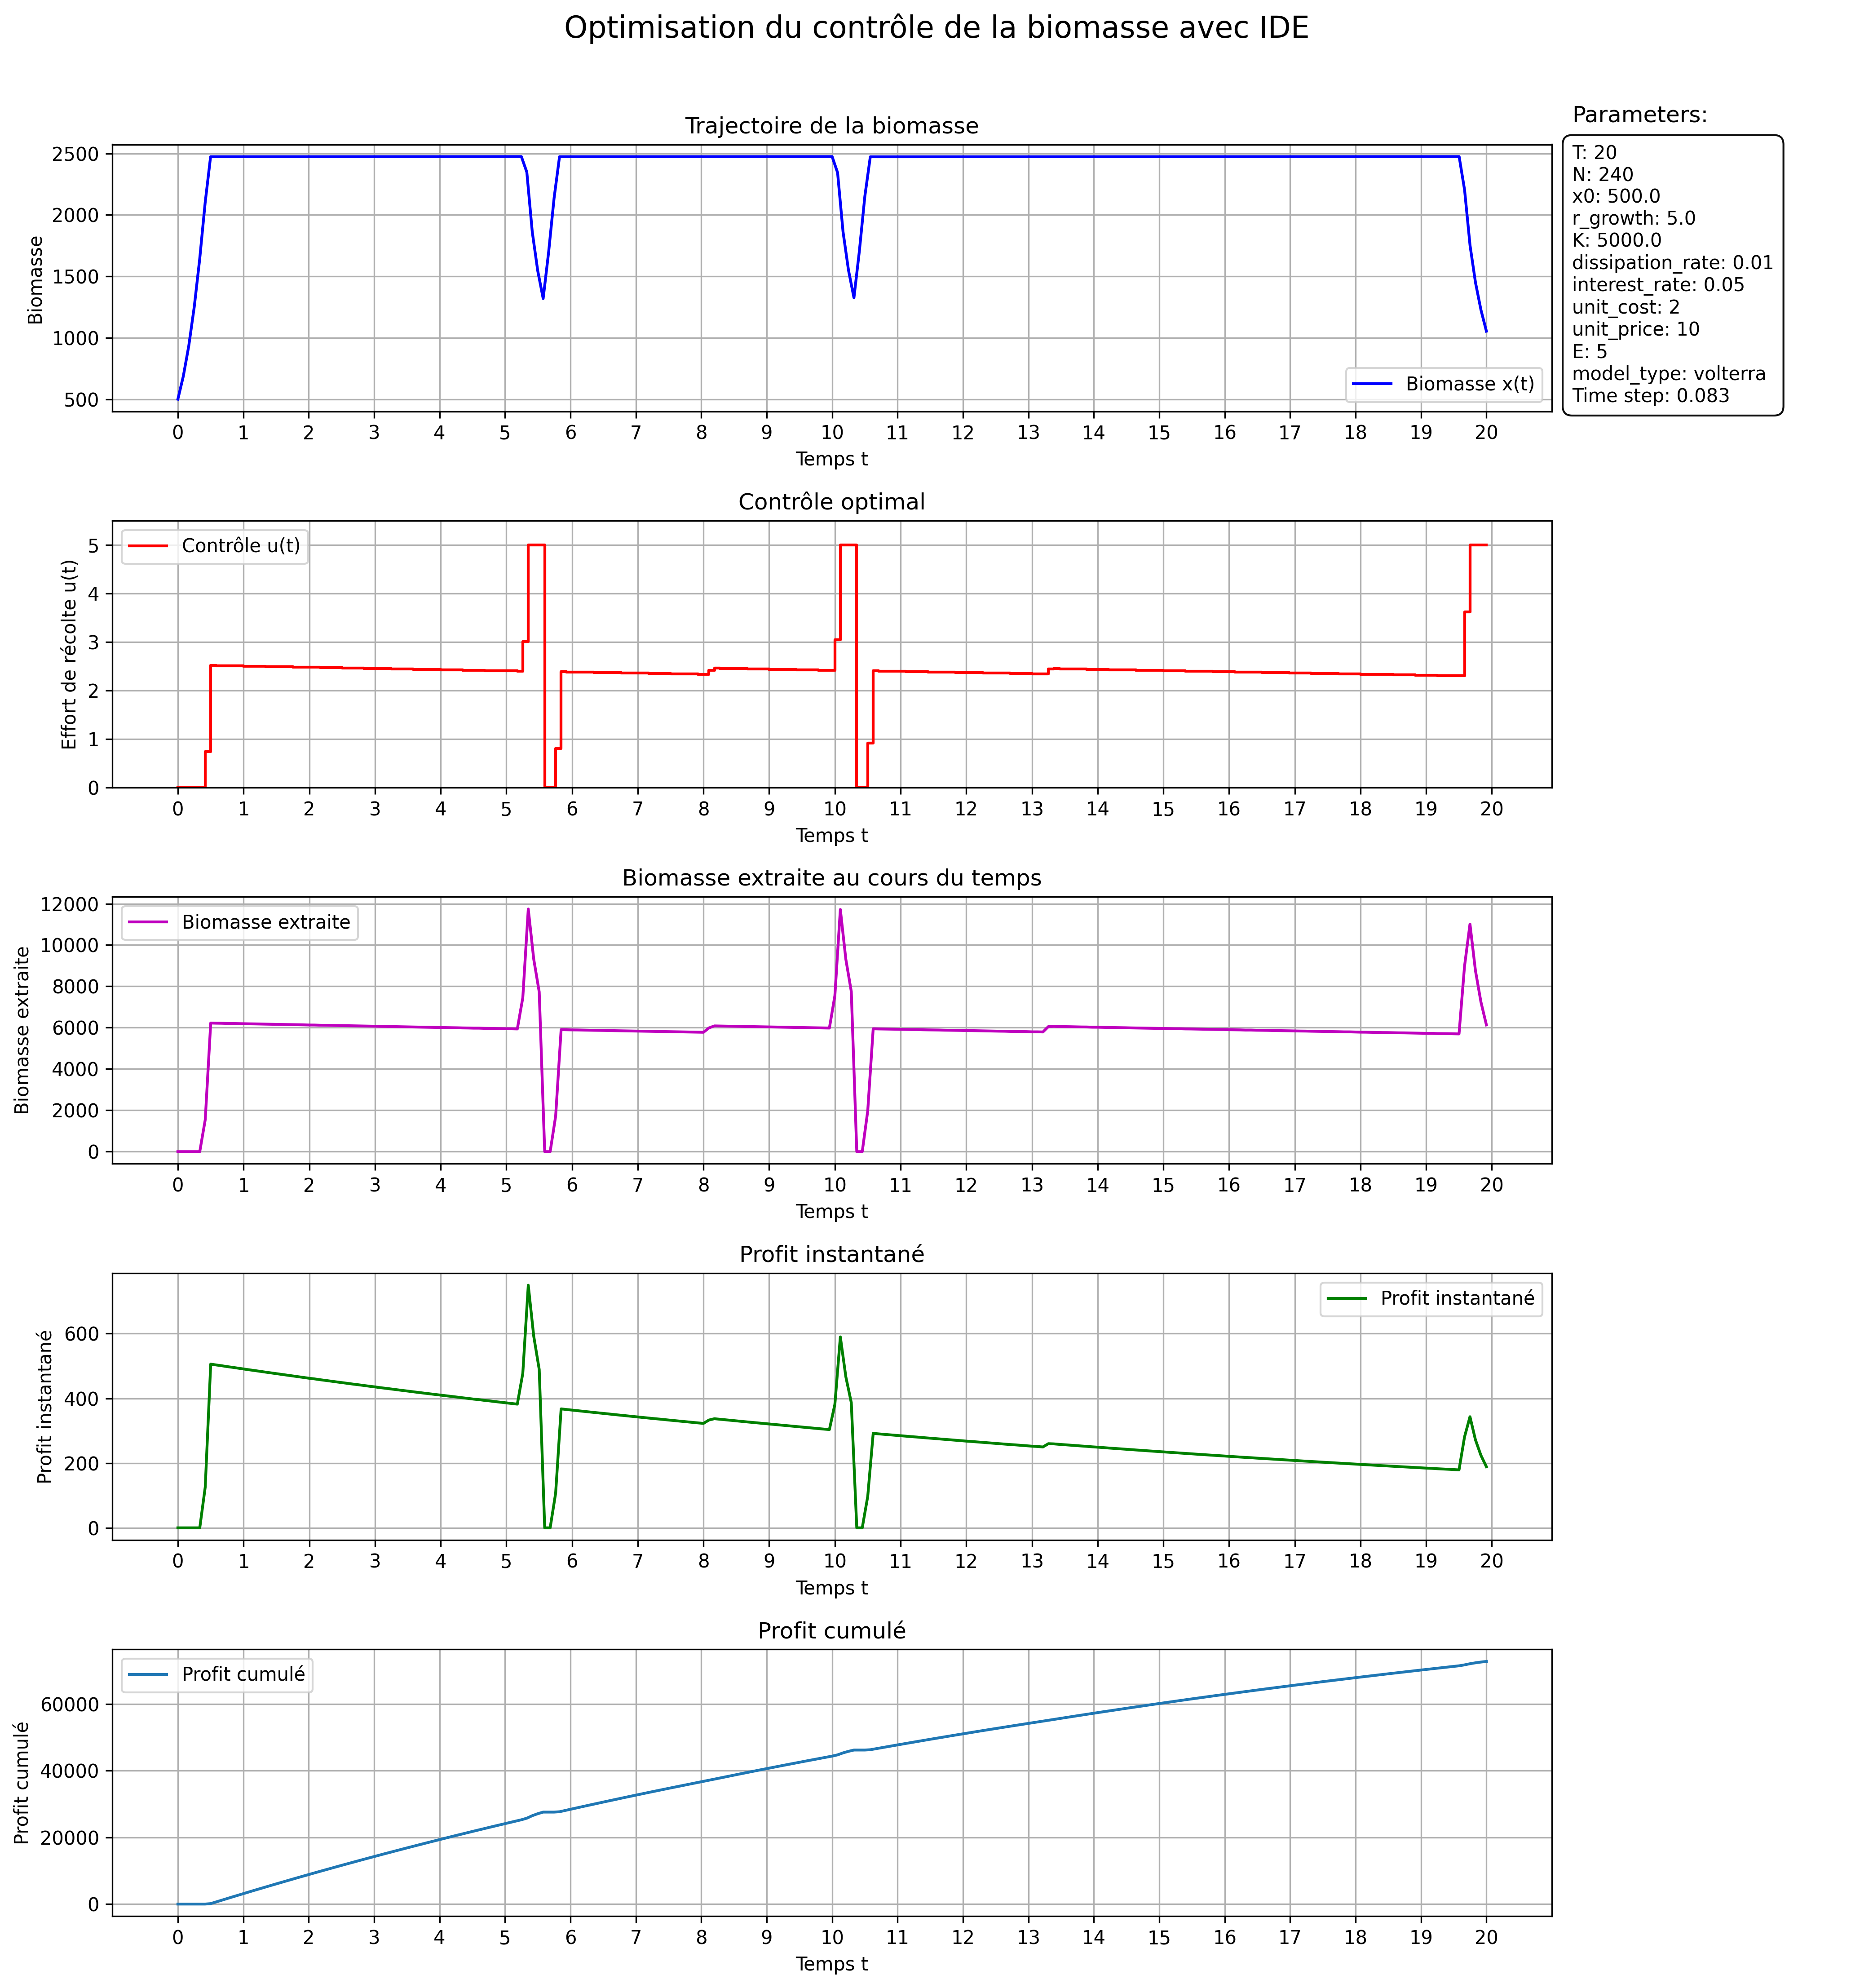 Optimisation du contrôle de la biomasse avec IDE
Trajectoire de la biomasse
Biomasse
2500
2000
1500
1000
500
Biomasse x(t)
0 1 2 3 4 5 6 7 8 9 10 11 12 13 14 15 16 17 18 19 20
Temps t
Parameters:
T: 20
N: 240
x0: 500.0
r_growth: 5.0
K: 5000.0
dissipation_rate: 0.01
interest_rate: 0.05
unit_cost: 2
unit_price: 10
E: 5
model_type: volterra
Time step: 0.083
Contrôle optimal
Effort de récolte u(t)
5
4
3
2
1
0
Contrôle u(t)
0 1 2 3 4 5 6 7 8 9 10 11 12 13 14 15 16 17 18 19 20
Temps t
Biomasse extraite au cours du temps
Biomasse extraite
12000
10000
8000
6000
4000
2000
0
Biomasse extraite
0 1 2 3 4 5 6 7 8 9 10 11 12 13 14 15 16 17 18 19 20
Temps t
Profit instantané
Profit instantané
600
400
200
0
Profit instantané
0 1 2 3 4 5 6 7 8 9 10 11 12 13 14 15 16 17 18 19 20
Temps t
Profit cumulé
Profit cumulé
60000
40000
20000
0
Profit cumulé
0 1 2 3 4 5 6 7 8 9 10 11 12 13 14 15 16 17 18 19 20
Temps t